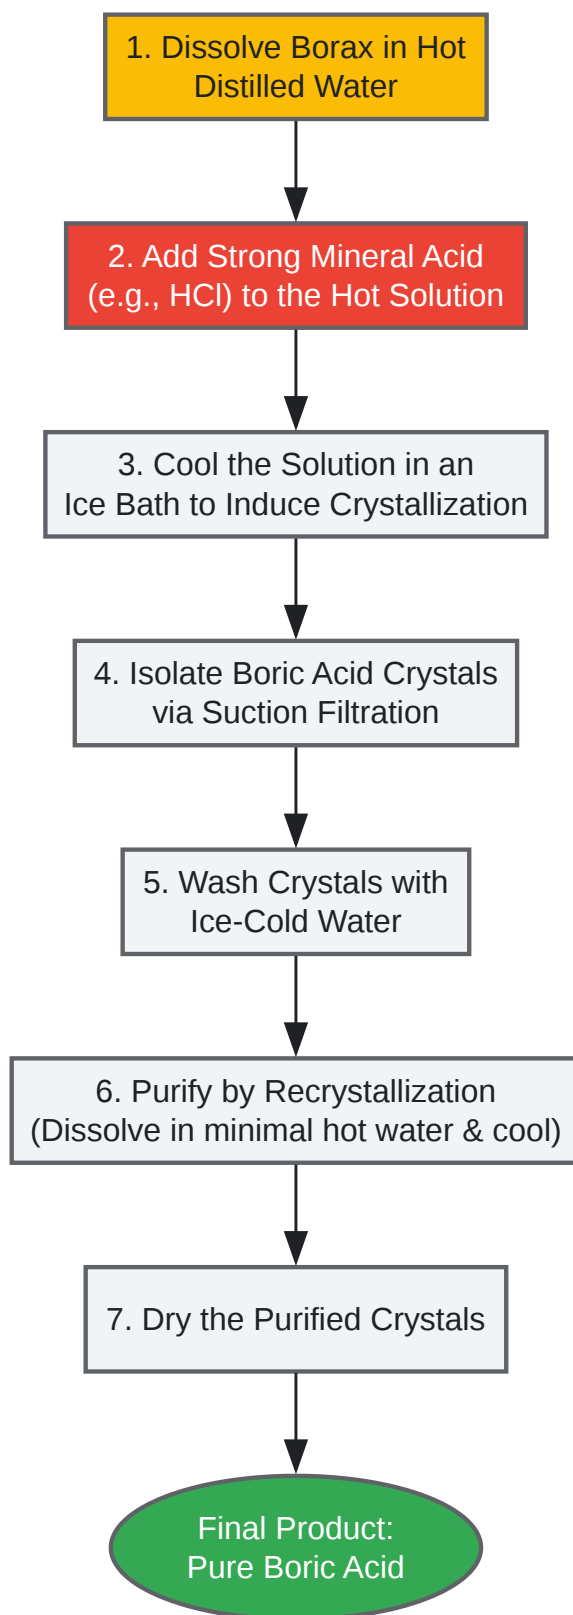 1. Dissolve Borax in Hot
Distilled Water
2. Add Strong Mineral Acid
(e.g., HCl) to the Hot Solution
3. Cool the Solution in an
Ice Bath to Induce Crystallization
4. Isolate Boric Acid Crystals
via Suction Filtration
5. Wash Crystals with
Ice-Cold Water
6. Purify by Recrystallization
(Dissolve in minimal hot water & cool)
7. Dry the Purified Crystals
Final Product:
Pure Boric Acid